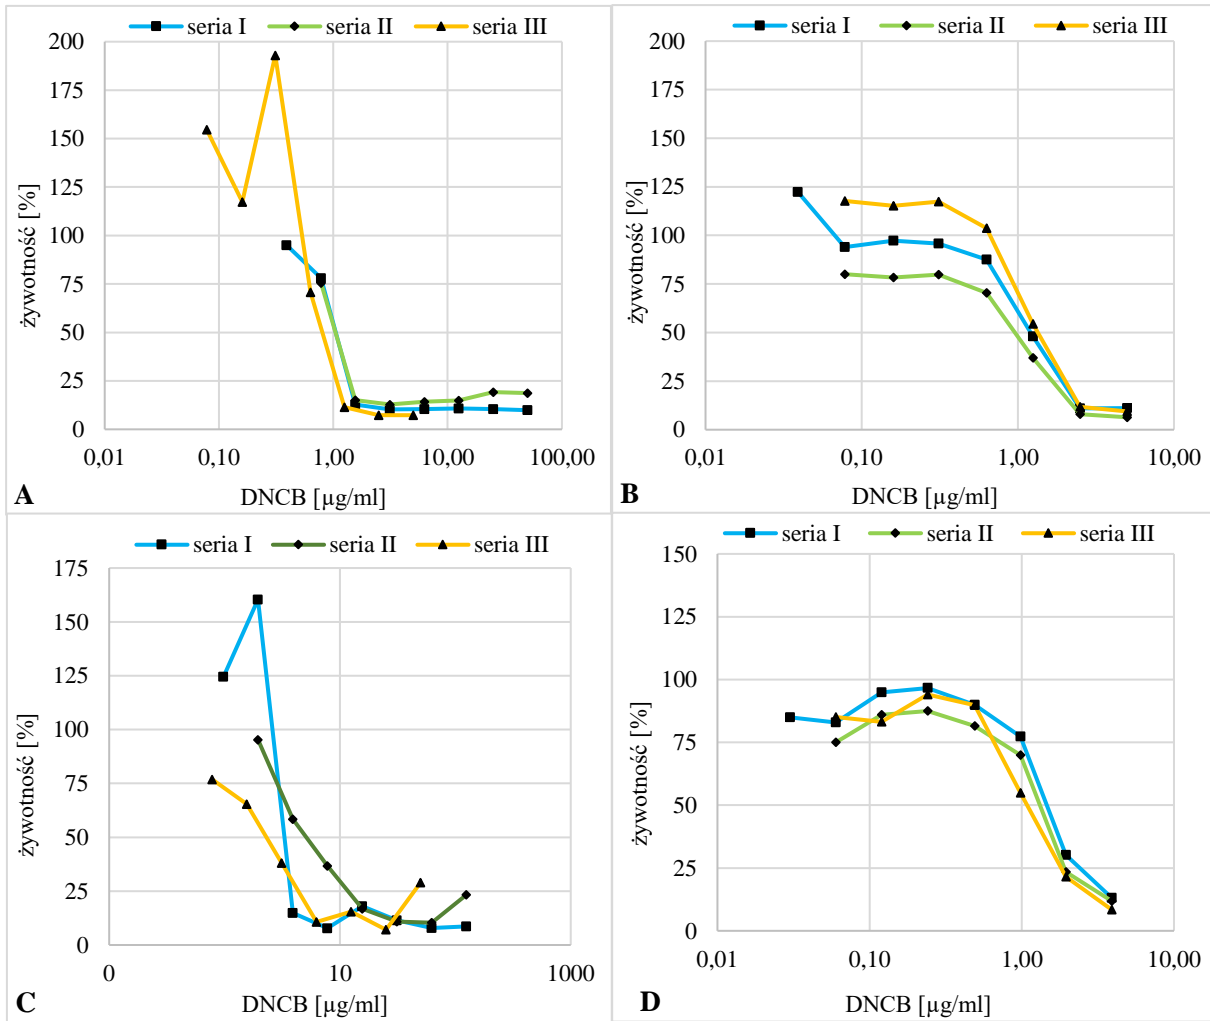 seria I seria II seria III
200
175
150
125
100
75
50
25
0
żywotność [%]
0,01 0,10 1,00 10,00 100,00
DNCB [µg/ml]
A
seria I seria II seria III
200
175
150
125
100
75
50
25
0
żywotność [%]
0,01 0,10 1,00 10,00
DNCB [µg/ml]
B
seria I seria II seria III
175
150
125
100
75
50
25
0
żywotność [%]
0 10 1000
DNCB [µg/ml]
C
seria I seria II seria III
150
125
100
75
50
25
0
żywotność [%]
0,01 0,10 1,00 10,00
DNCB [µg/ml]
D